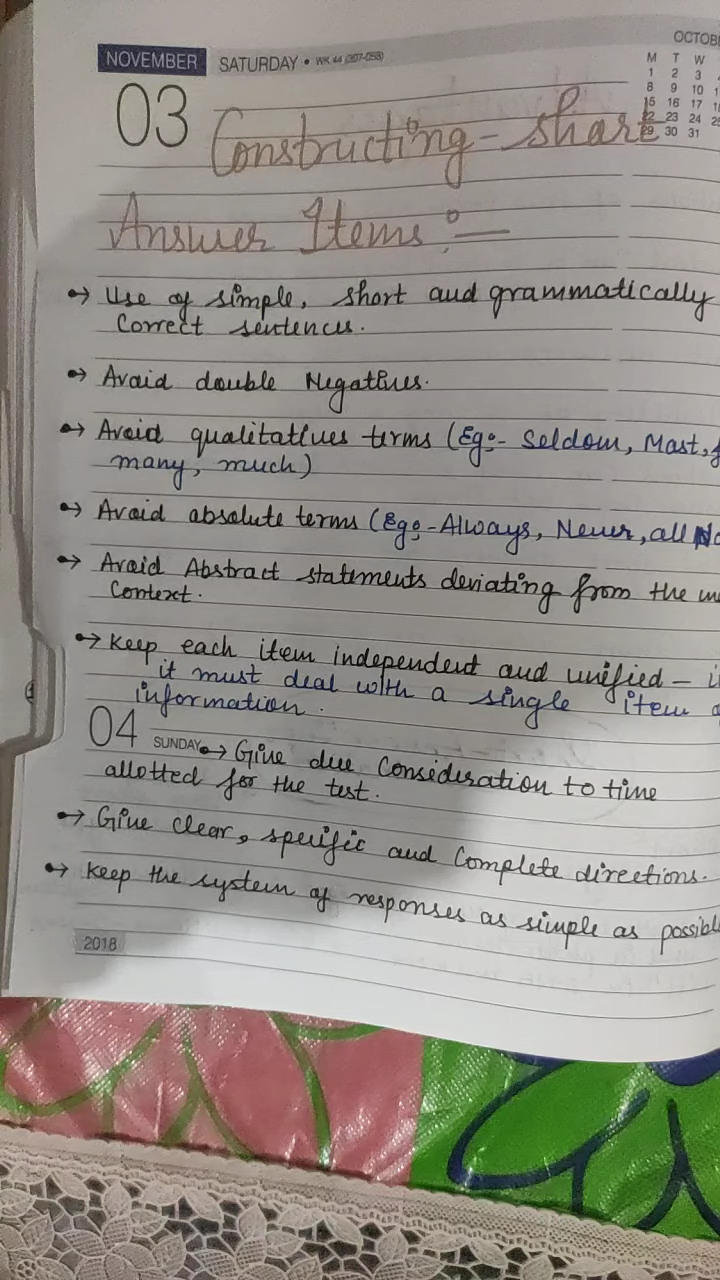 OCTOB
NOVEMBER SATURDAY • WK 44 (307-058)
M T W
1 2 3
8 9 10
15 16 17
22 23 24
29 30 31
03
Constructing - Short
Answer Items :-
→ Use of simple, short and grammatically
Correct sentences.
→ Avoid double Negatives.
→ Avoid qualitatives terms (Eg:- Seldom, Most,
many, much)
→ Avoid absolute terms (Eg:-Always, Never, all
→ Avoid Abstract statements deviating from the
Context.
→ Keep each item independent and unified -
it must deal with a single item
information.
04 SUNDAY → Give due Consideration to time
allotted for the test.
→ Give clear, specific and Complete directions.
→ Keep the system of responses as simple as possibl
2018